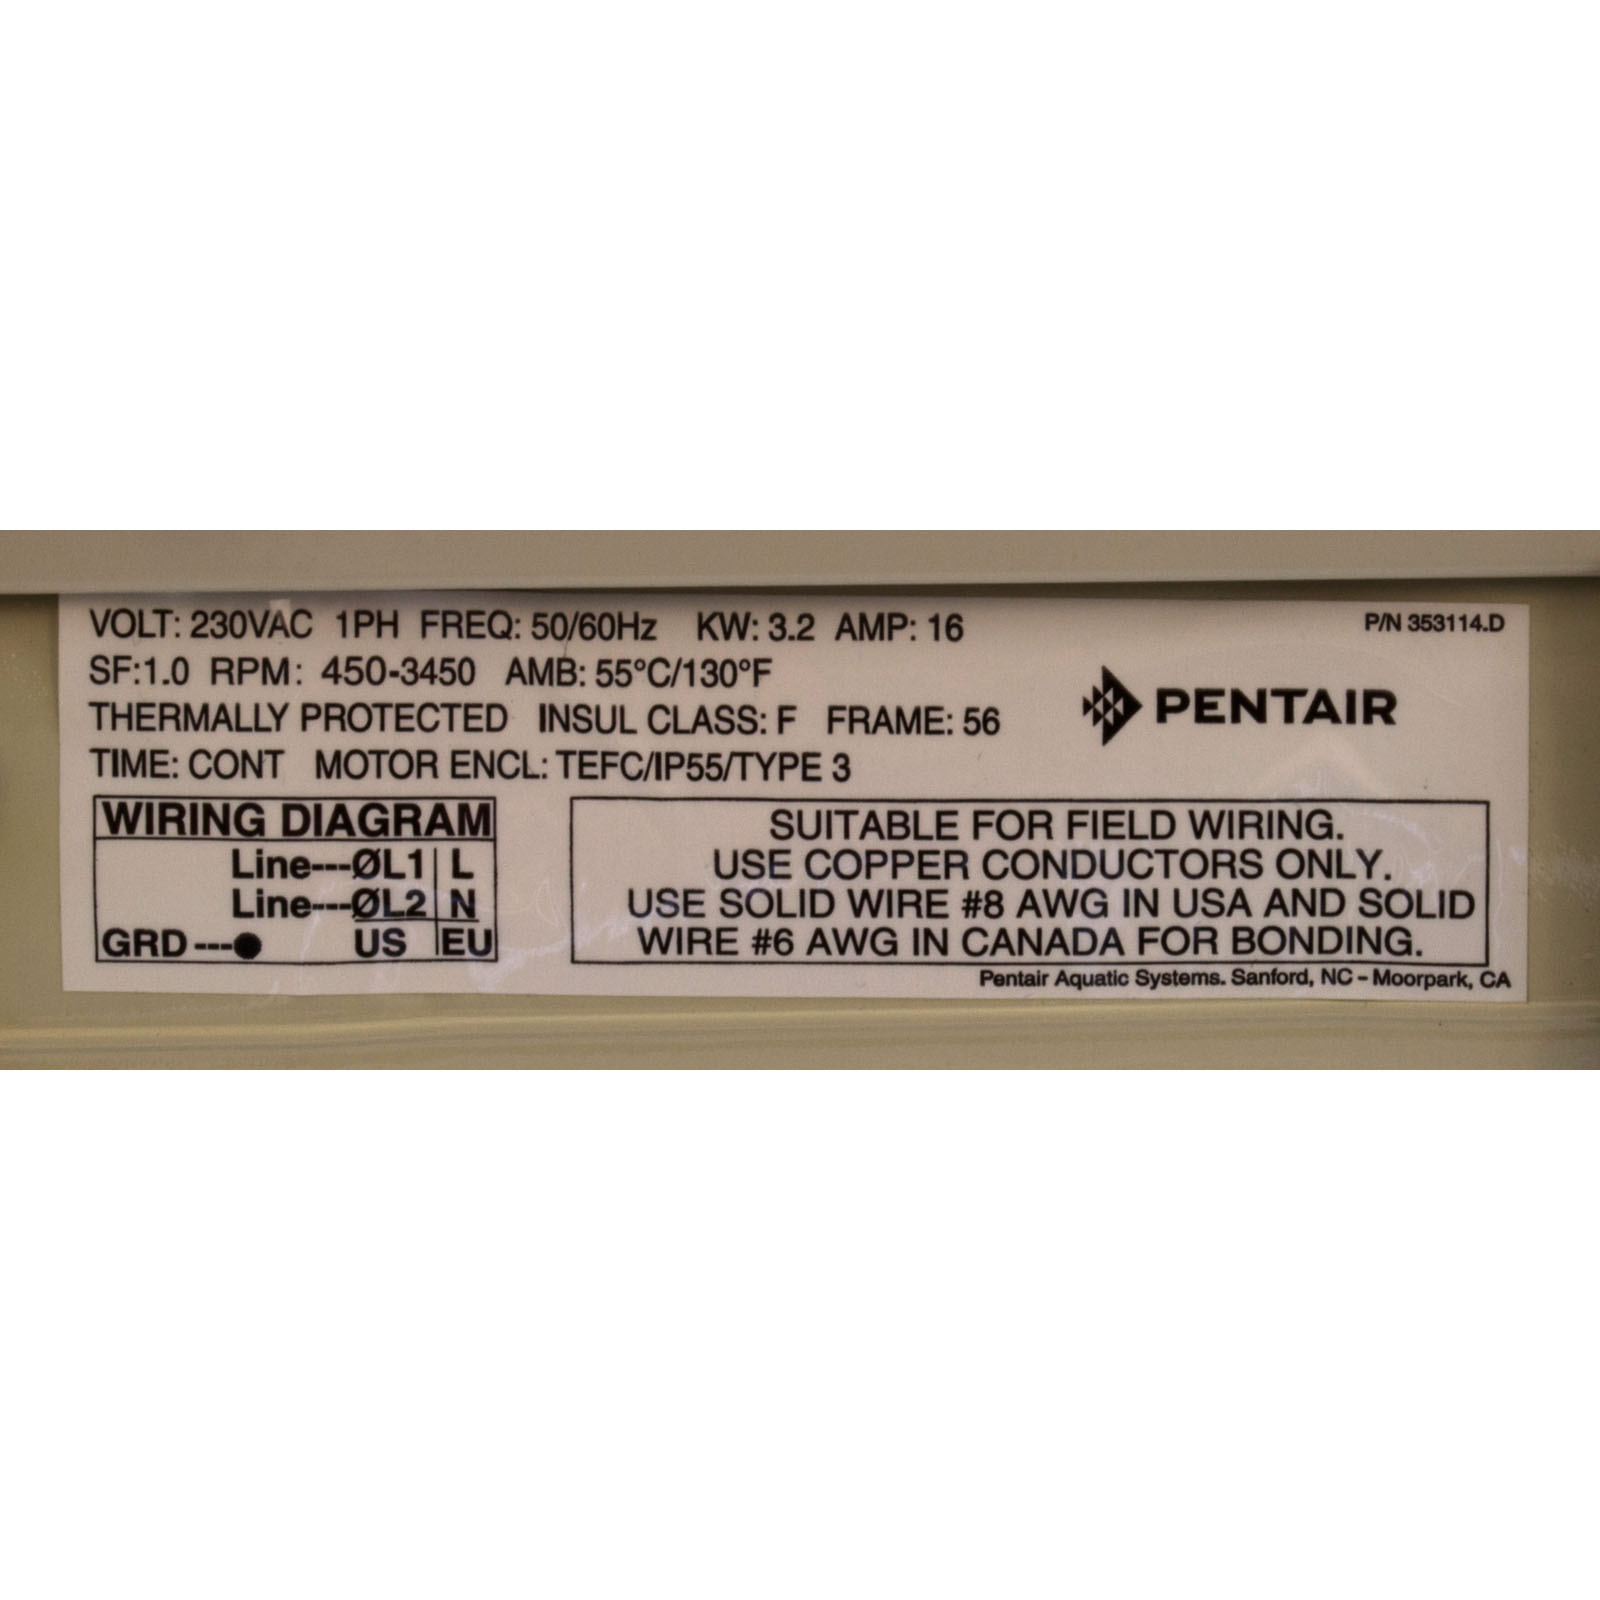 VOLT: 230VAC 1PH FREQ: 50/60Hz KW: 3.2 AMP: 16
P/N 353114.D
SF:1.0 RPM: 450-3450 AMB: 55°C/130°F
THERMALLY PROTECTED INSUL CLASS: F FRAME: 56
TIME: CONT MOTOR ENCL: TEFC/IP55/TYPE 3
PENTAIR
WIRING DIAGRAM
Line---ØL1 L
Line---ØL2 N
GRD---● US EU
SUITABLE FOR FIELD WIRING.
USE COPPER CONDUCTORS ONLY.
USE SOLID WIRE #8 AWG IN USA AND SOLID
WIRE #6 AWG IN CANADA FOR BONDING.
Pentair Aquatic Systems. Sanford, NC - Moorpark, CA